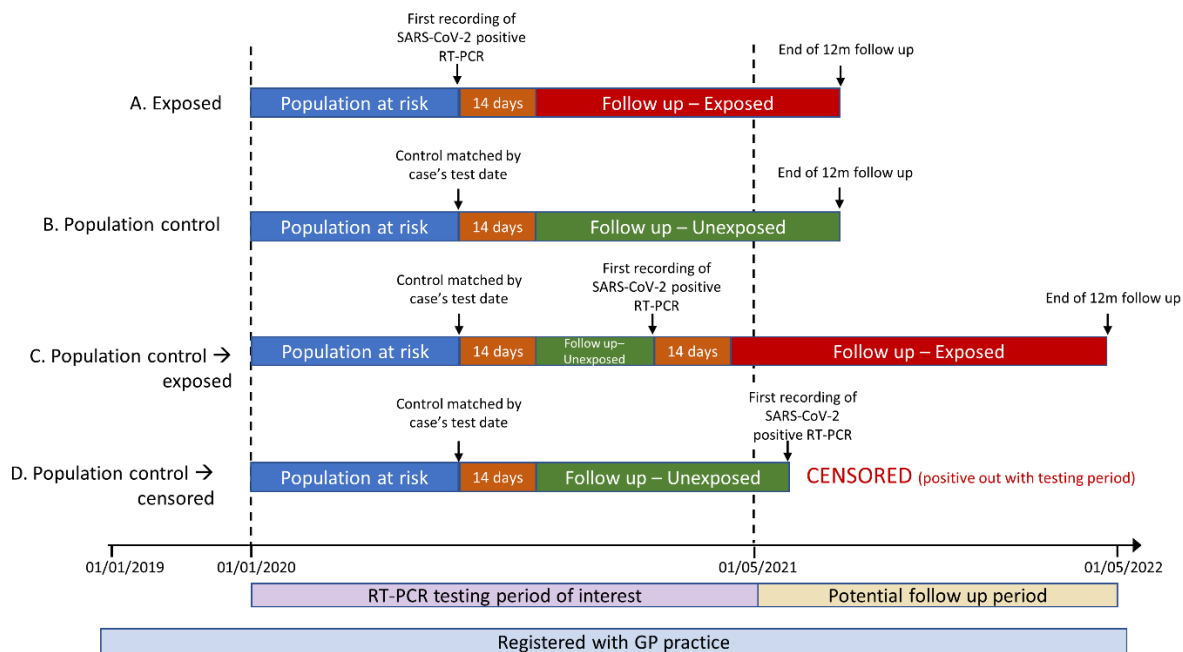 First recording of
SARS-CoV-2 positive
RT-PCR
End of 12m follow up
A. Exposed
Population at risk
14 days
Follow up – Exposed
Control matched by
case's test date
End of 12m follow up
B. Population control
Population at risk
14 days
Follow up – Unexposed
Control matched by
case's test date
First recording of
SARS-CoV-2 positive
RT-PCR
End of 12m follow up
C. Population control →
exposed
Population at risk
14 days
Follow up–
Unexposed
14 days
Follow up – Exposed
Control matched by
case's test date
First recording of
SARS-CoV-2
positive RT-PCR
D. Population control →
censored
Population at risk
14 days
Follow up – Unexposed
CENSORED (positive out with testing period)
01/01/2019
01/01/2020
01/05/2021
01/05/2022
RT-PCR testing period of interest
Potential follow up period
Registered with GP practice